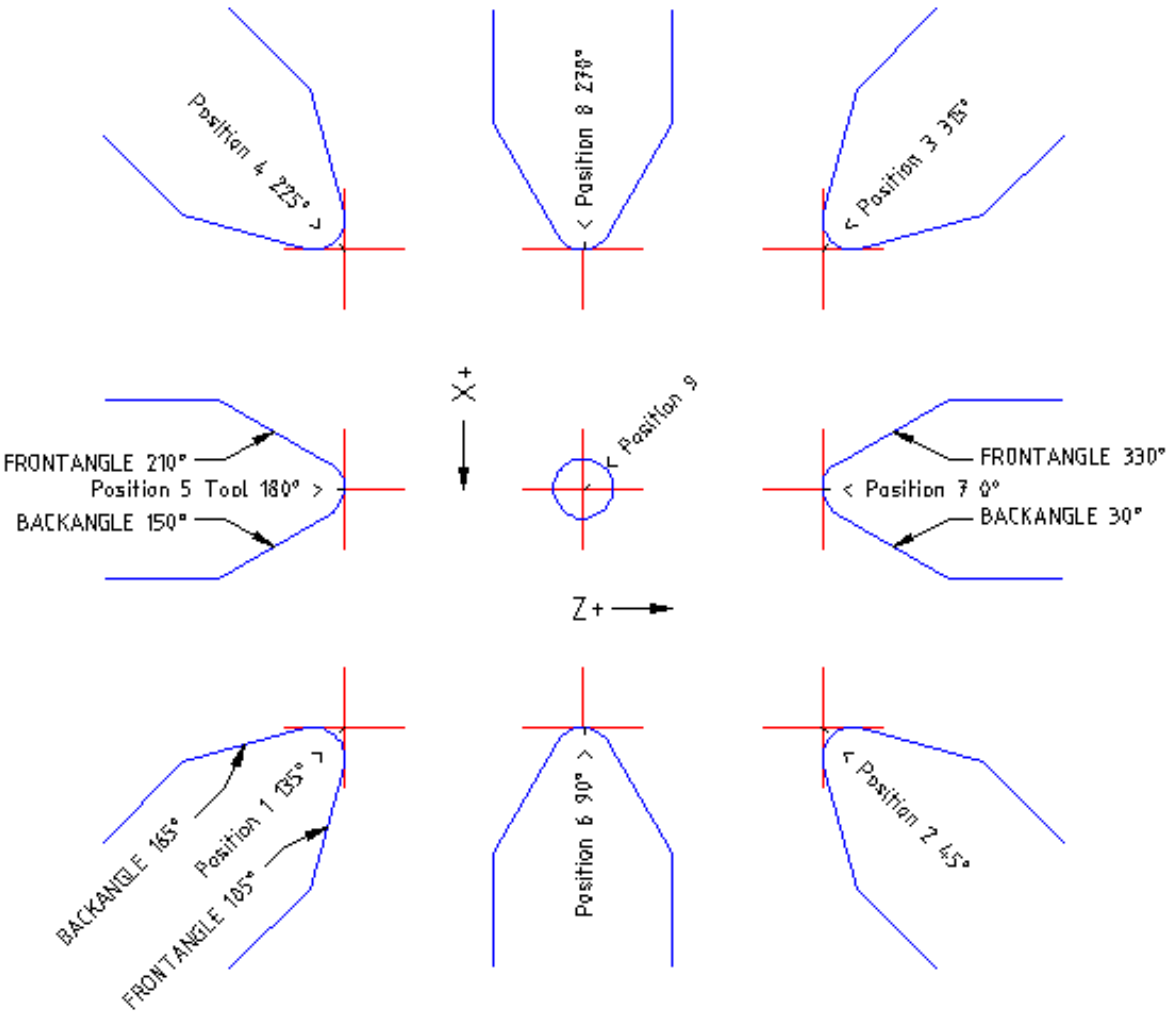 Position 4 225°
Position 8 270°
Position 3 315°
X+
Position 9
FRONTANGLE 210°
Position 5 Tool 180°
BACKANGLE 150°
FRONTANGLE 330°
Position 7 0°
BACKANGLE 30°
Z+
BACKANGLE 165°
Position 1 135°
FRONTANGLE 105°
Position 6 90°
Position 2 45°